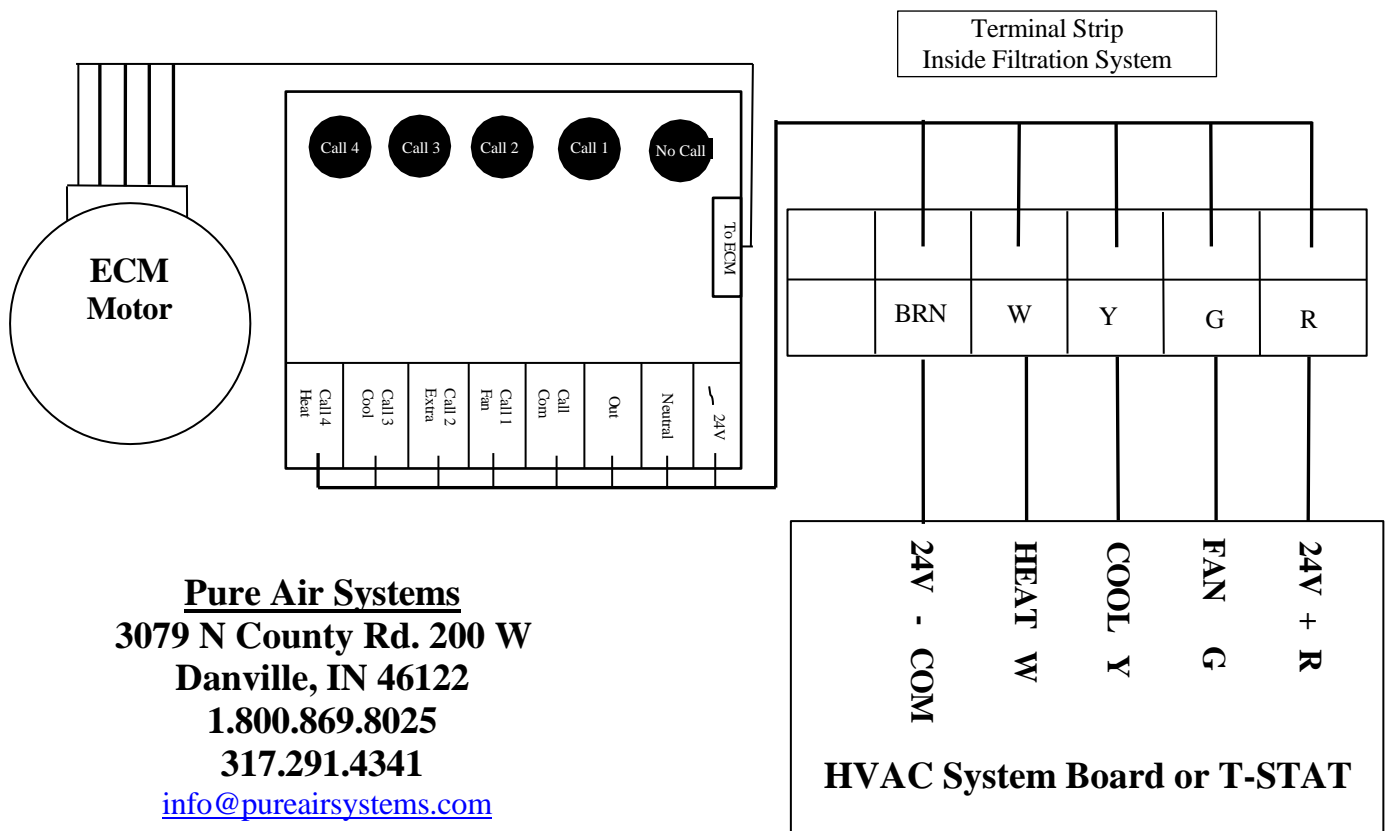 Terminal Strip
Inside Filtration System
Call 4
Call 3
Call 2
Call 1
No Call
To ECM
ECM
Motor
BRN
W
Y
G
R
Call 4
Heat
Call 3
Cool
Call 2
Extra
Call 1
Fan
Call
Com
Out
Neutral
~ 24V
24V - COM
HEAT W
COOL Y
FAN G
24V + R
HVAC System Board or T-STAT
Pure Air Systems
3079 N County Rd. 200 W
Danville, IN 46122
1.800.869.8025
317.291.4341
info@pureairsystems.com